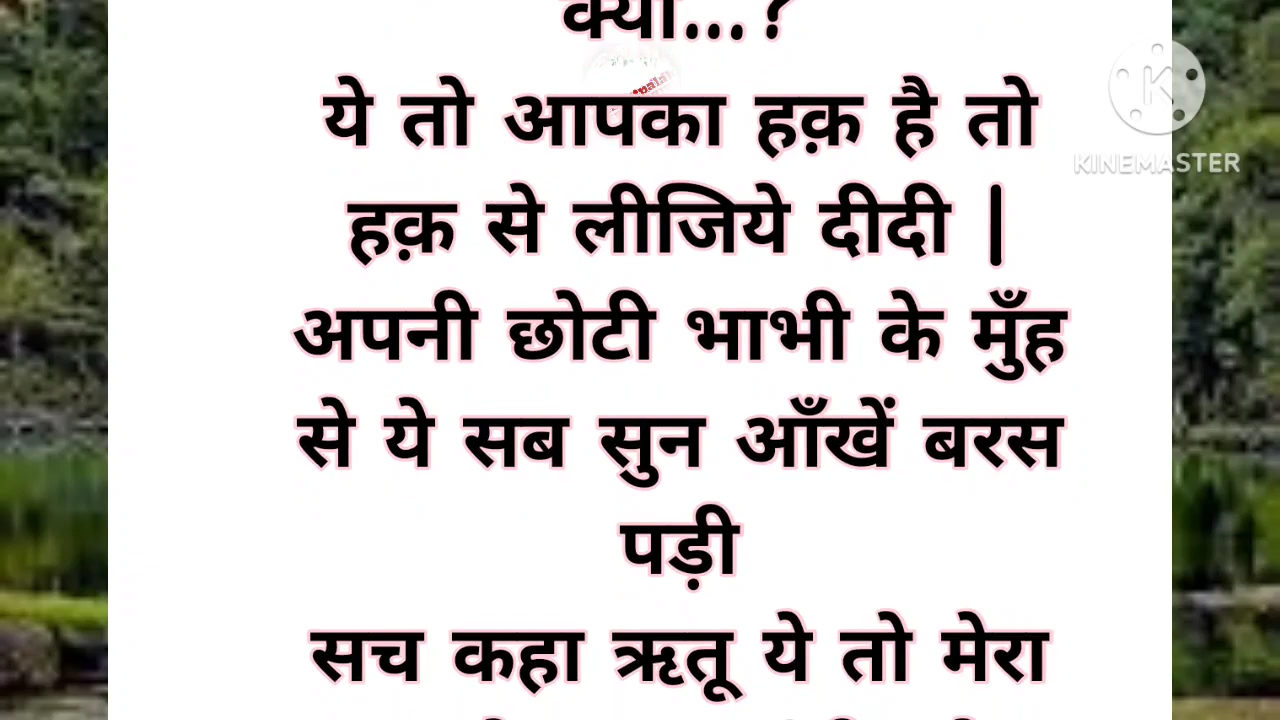 क्यों...?
ये तो आपका हक़ है तो
हक़ से लीजिये दीदी |
अपनी छोटी भाभी के मुँह
से ये सब सुन आँखें बरस
पड़ी
सच कहा ऋतू ये तो मेरा
KINEMASTER